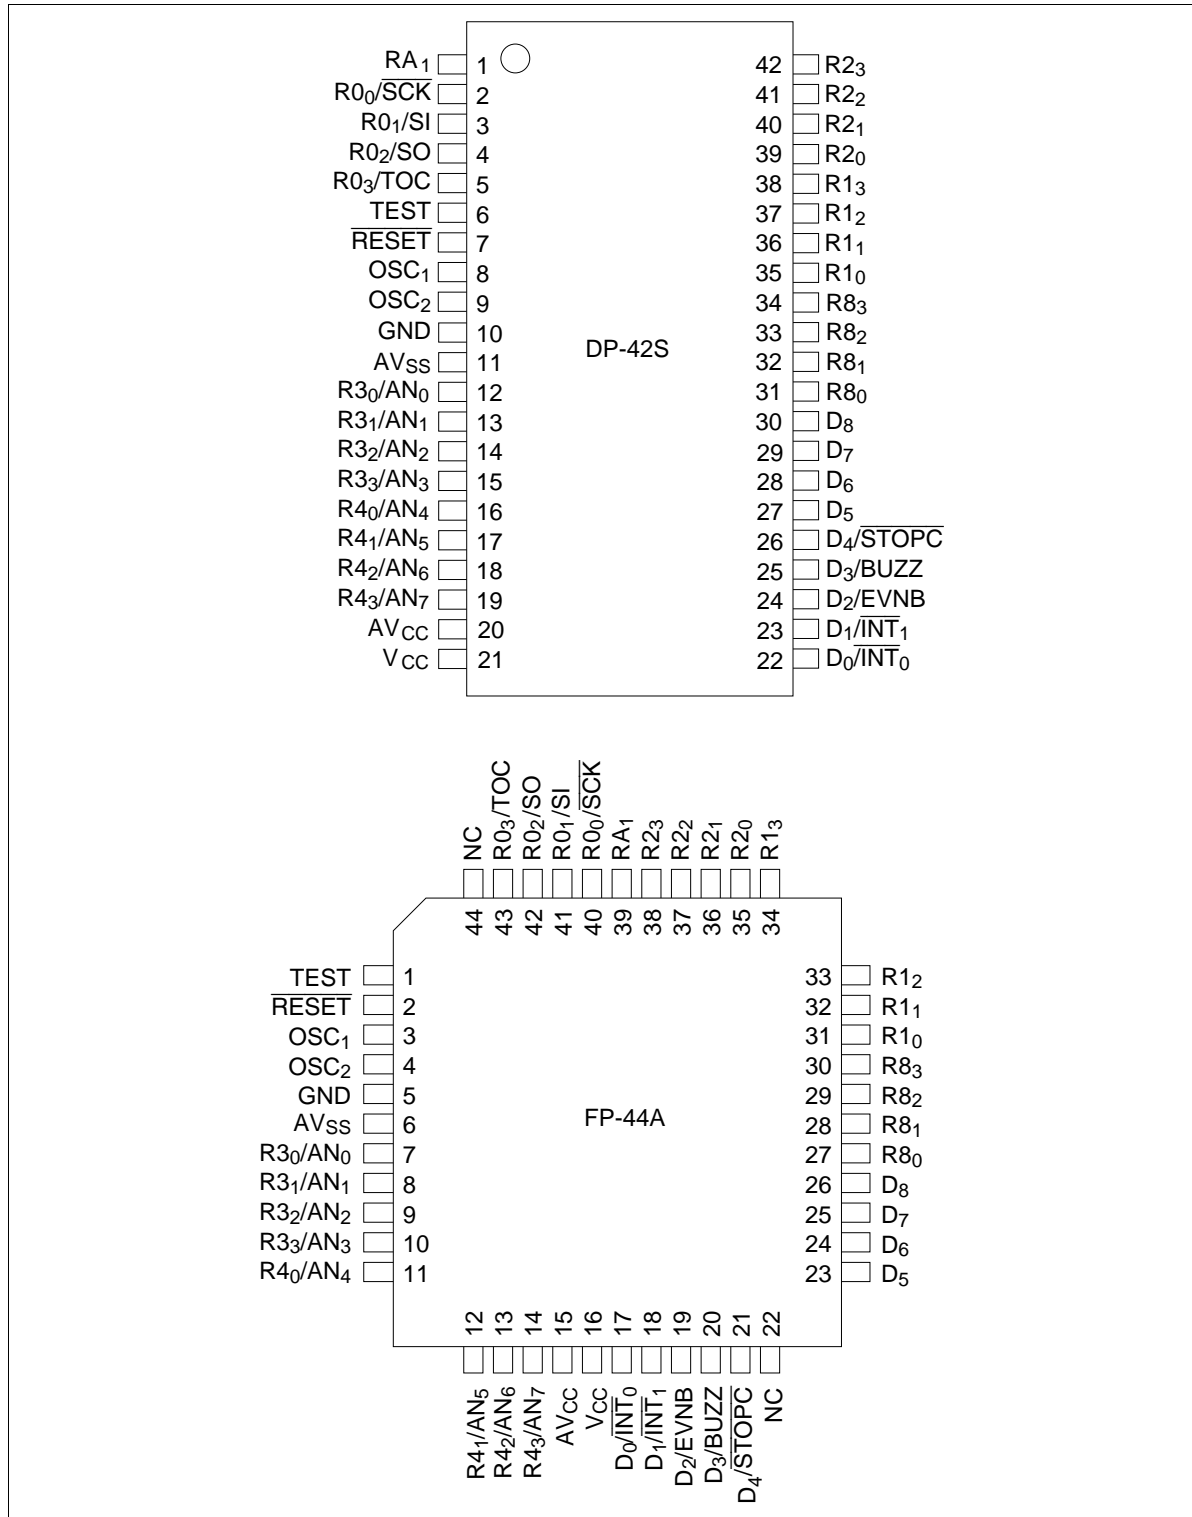 RA₁ 1 42 R2₃
R0₀/S̅C̅K̅ 2 41 R2₂
R0₁/SI 3 40 R2₁
R0₂/SO 4 39 R2₀
R0₃/TOC 5 38 R1₃
TEST 6 37 R1₂
R̅E̅S̅E̅T̅ 7 36 R1₁
OSC₁ 8 35 R1₀
OSC₂ 9 34 R8₃
GND 10 33 R8₂
DP-42S
AVSS 11 32 R8₁
R3₀/AN₀ 12 31 R8₀
R3₁/AN₁ 13 30 D₈
R3₂/AN₂ 14 29 D₇
R3₃/AN₃ 15 28 D₆
R4₀/AN₄ 16 27 D₅
R4₁/AN₅ 17 26 D₄/S̅T̅O̅P̅C̅
R4₂/AN₆ 18 25 D₃/BUZZ
R4₃/AN₇ 19 24 D₂/EVNB
AVCC 20 23 D₁/I̅N̅T̅₁
VCC 21 22 D₀/I̅N̅T̅₀
NC R0₃/TOC R0₂/SO R0₁/SI R0₀/S̅C̅K̅ RA₁ R2₃ R2₂ R2₁ R2₀ R1₃
44 43 42 41 40 39 38 37 36 35 34
TEST 1 33 R1₂
R̅E̅S̅E̅T̅ 2 32 R1₁
OSC₁ 3 31 R1₀
OSC₂ 4 30 R8₃
GND 5 29 R8₂
FP-44A
AVSS 6 28 R8₁
R3₀/AN₀ 7 27 R8₀
R3₁/AN₁ 8 26 D₈
R3₂/AN₂ 9 25 D₇
R3₃/AN₃ 10 24 D₆
R4₀/AN₄ 11 23 D₅
12 13 14 15 16 17 18 19 20 21 22
R4₁/AN₅ R4₂/AN₆ R4₃/AN₇ AVCC VCC D₀/I̅N̅T̅₀ D₁/I̅N̅T̅₁ D₂/EVNB D₃/BUZZ D₄/S̅T̅O̅P̅C̅ NC